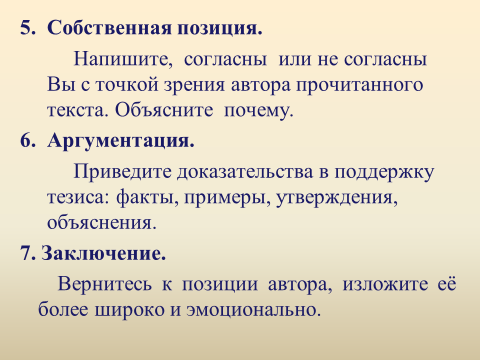 5. Собственная позиция.
Напишите, согласны или не согласны
Вы с точкой зрения автора прочитанного
текста. Объясните почему.
6. Аргументация.
Приведите доказательства в поддержку
тезиса: факты, примеры, утверждения,
объяснения.
7. Заключение.
Вернитесь к позиции автора, изложите её
более широко и эмоционально.